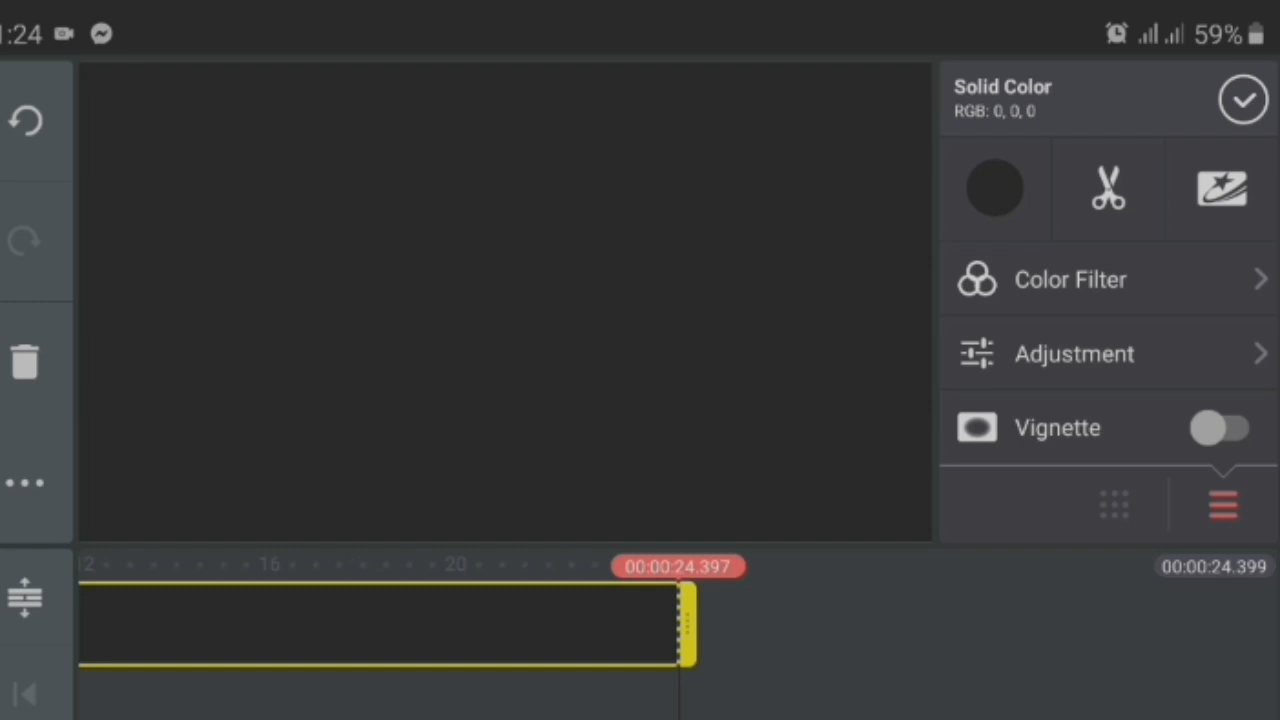 :24
59%
Solid Color
RGB: 0, 0, 0
Color Filter
Adjustment
Vignette
2
16
20
00:00:24.397
00:00:24.399